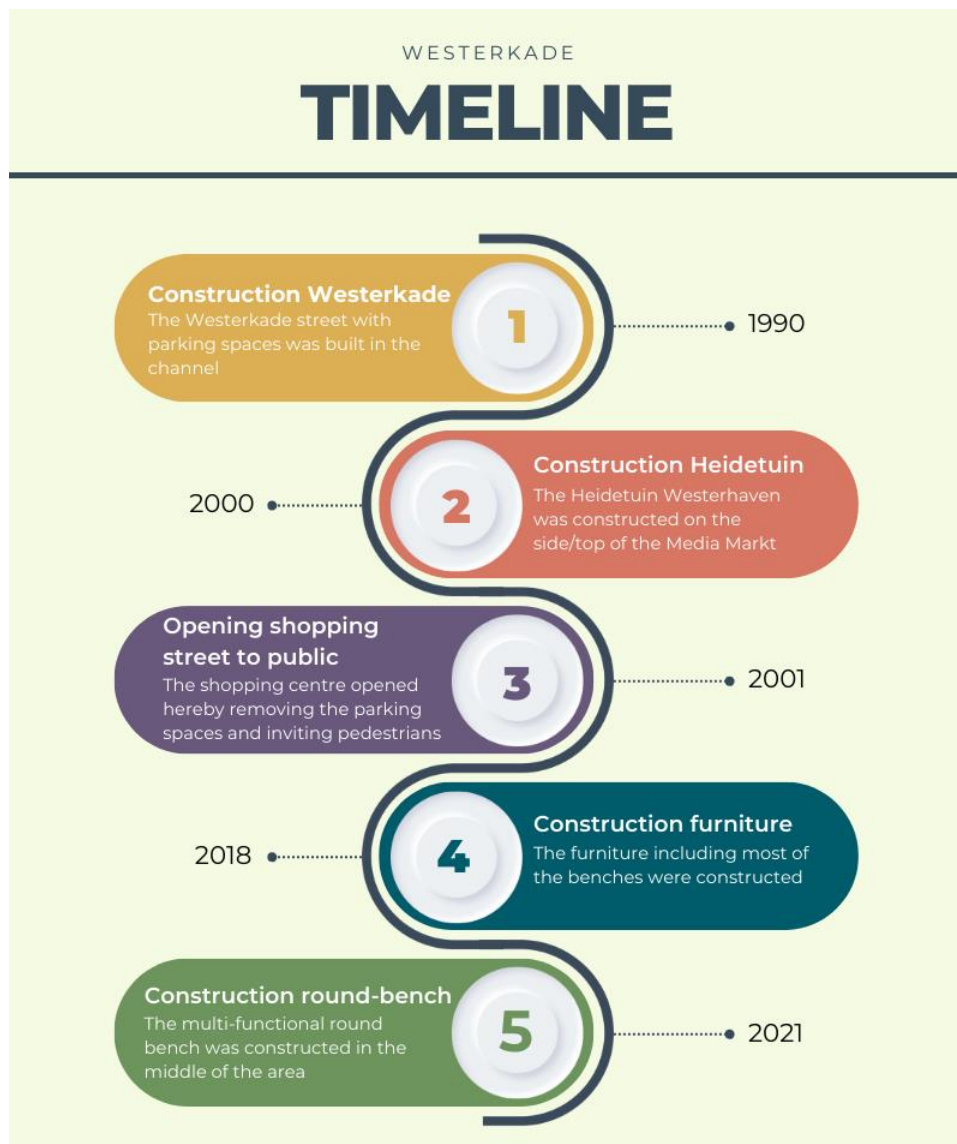 WESTERKADE
TIMELINE
Construction Westerkade
The Westerkade street with
parking spaces was built in the
channel
1
1990
2000
2
Construction Heidetuin
The Heidetuin Westerhaven
was constructed on the
side/top of the Media Markt
Opening shopping
street to public
The shopping centre opened
hereby removing the parking
spaces and inviting pedestrians
3
2001
2018
4
Construction furniture
The furniture including most of
the benches were constructed
Construction round-bench
The multi-functional round
bench was constructed in the
middle of the area
5
2021